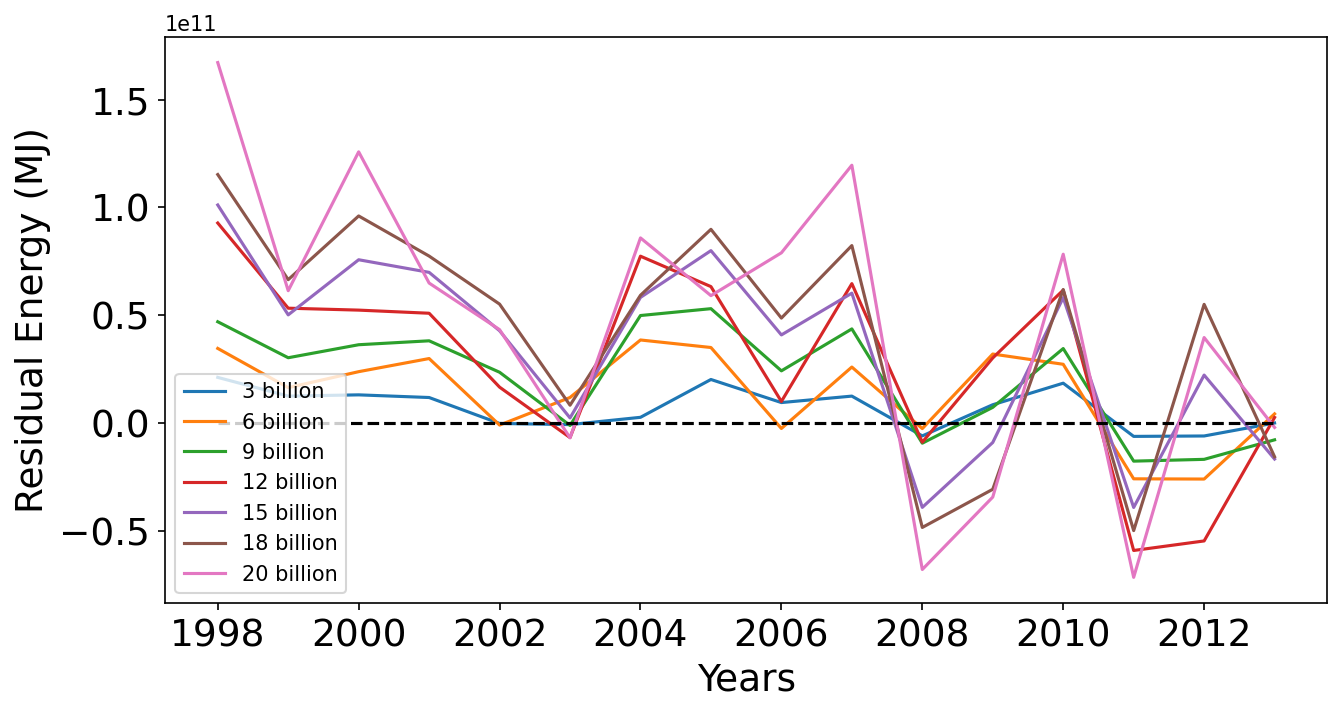 1e11
Residual Energy (MJ)
1.5
1.0
0.5
0.0
−0.5
3 billion
6 billion
9 billion
12 billion
15 billion
18 billion
20 billion
1998 2000 2002 2004 2006 2008 2010 2012
Years